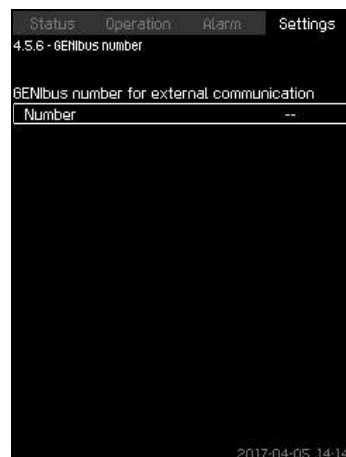 Status Operation Alarm Settings
4.5.6 - GENIbus number
GENIbus number for external communication
Number --
2017-04-05 14:14